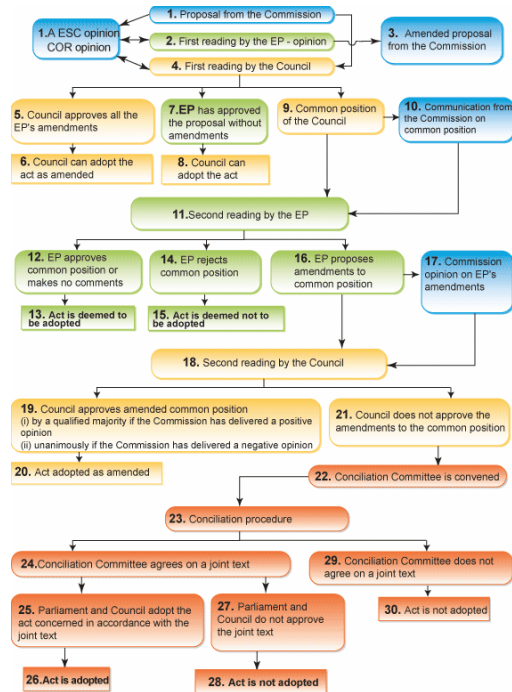 1. Proposal from the Commission
1.A ESC opinion
COR opinion
2. First reading by the EP - opinion
3. Amended proposal
from the Commission
4. First reading by the Council
5. Council approves all the
EP's amendments
6. Council can adopt the
act as amended
7.EP has approved
the proposal without
amendments
8. Council can
adopt the act
9. Common position
of the Council
10. Communication from
the Commission on
common position
11.Second reading by the EP
12. EP approves
common position or
makes no comments
13. Act is deemed to
be adopted
14. EP rejects
common position
15. Act is deemed not to
be adopted
16. EP proposes
amendments to
common position
17. Commission
opinion on EP's
amendments
18. Second reading by the Council
19. Council approves amended common position
(i) by a qualified majority if the Commission has delivered a positive
opinion
(ii) unanimously if the Commission has delivered a negative opinion
20. Act adopted as amended
21. Council does not approve the
amendments to the common position
22. Conciliation Committee is convened
23. Conciliation procedure
24.Conciliation Committee agrees on a joint text
25. Parliament and Council adopt the
act concerned in accordance with the
joint text
26.Act is adopted
27. Parliament and
Council do not approve
the joint text
28. Act is not adopted
29. Conciliation Committee does not
agree on a joint text
30. Act is not adopted